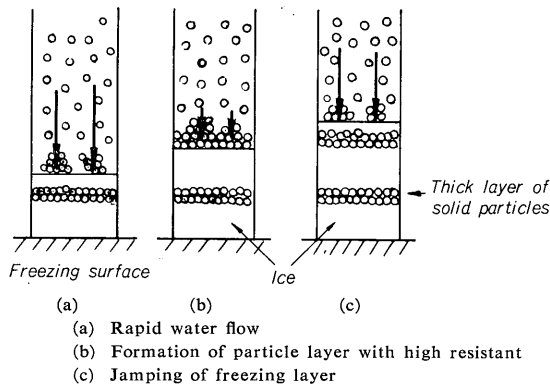 Thick layer of
solid particles
Freezing surface
Ice
(a) (b) (c)
(a) Rapid water flow
(b) Formation of particle layer with high resistant
(c) Jamping of freezing layer